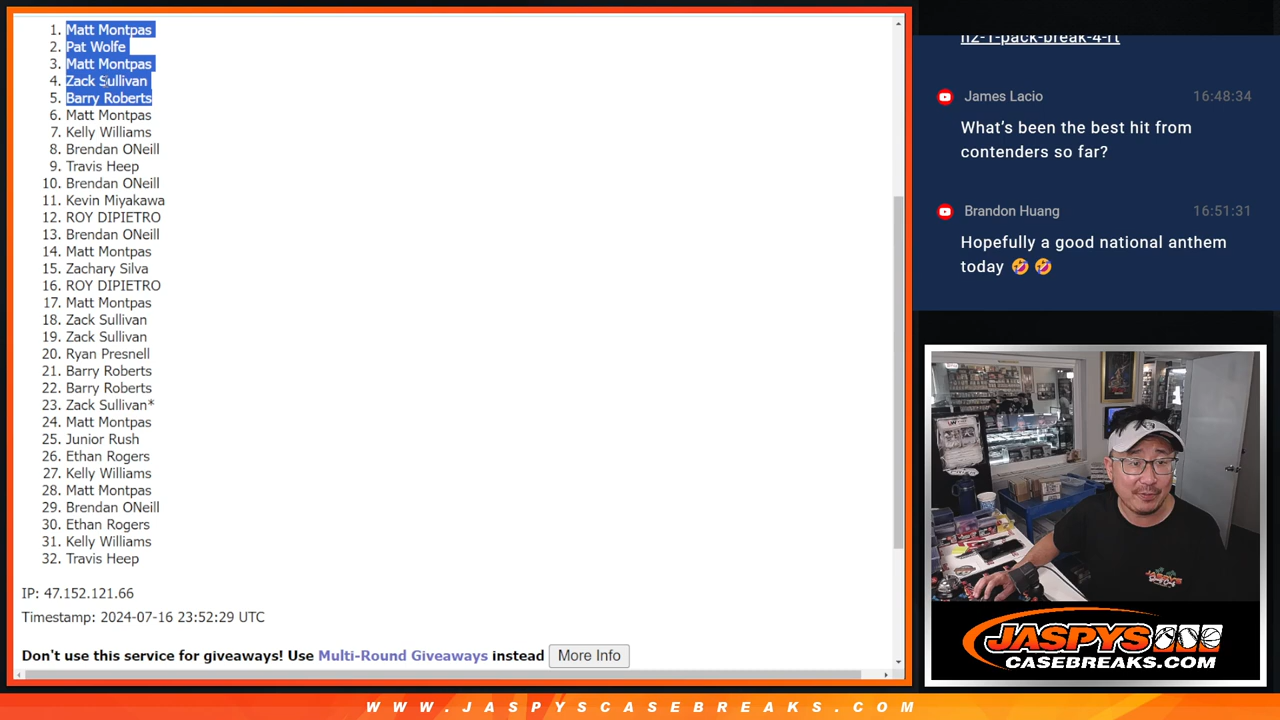 1. Matt Montpas
2. Pat Wolfe
3. Matt Montpas
4. Zack Sullivan
5. Barry Roberts
6. Matt Montpas
7. Kelly Williams
8. Brendan ONeill
9. Travis Heep
10. Brendan ONeill
11. Kevin Miyakawa
12. ROY DIPIETRO
13. Brendan ONeill
14. Matt Montpas
15. Zachary Silva
16. ROY DIPIETRO
17. Matt Montpas
18. Zack Sullivan
19. Zack Sullivan
20. Ryan Presnell
21. Barry Roberts
22. Barry Roberts
23. Zack Sullivan*
24. Matt Montpas
25. Junior Rush
26. Ethan Rogers
27. Kelly Williams
28. Matt Montpas
29. Brendan ONeill
30. Ethan Rogers
31. Kelly Williams
32. Travis Heep
IP: 47.152.121.66
Timestamp: 2024-07-16 23:52:29 UTC
Don't use this service for giveaways! Use Multi-Round Giveaways instead More Info
n2-1-pack-break-4-rt
James Lacio 16:48:34
What's been the best hit from
contenders so far?
Brandon Huang 16:51:31
Hopefully a good national anthem
today 🤣 🤣
JASPYS
CASEBREAKS.COM
WWW.JASPYSCASEBREAKS.COM